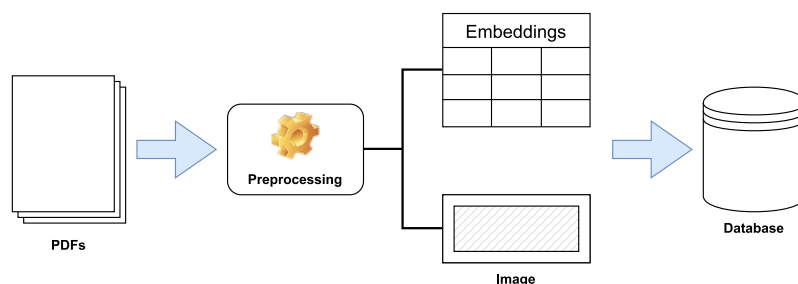 PDFs
Preprocessing
Embeddings
Image
Database